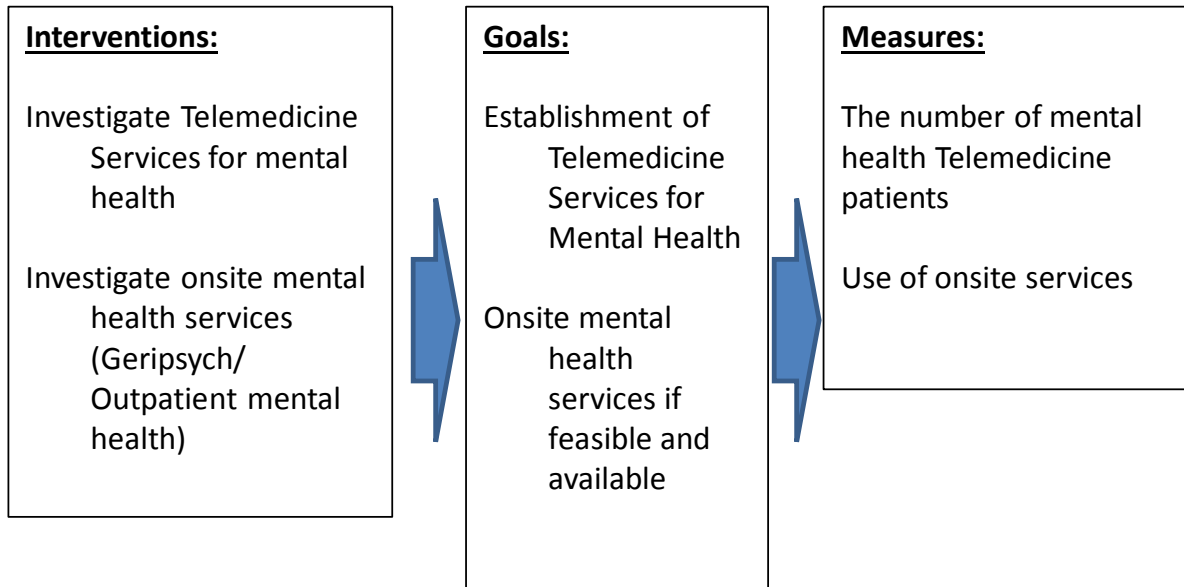 Interventions:
Investigate Telemedicine
Services for mental
health
Investigate onsite mental
health services
(Geripsych/
Outpatient mental
health)
Goals:
Establishment of
Telemedicine
Services for
Mental Health
Onsite mental
health
services if
feasible and
available
Measures:
The number of mental
health Telemedicine
patients
Use of onsite services